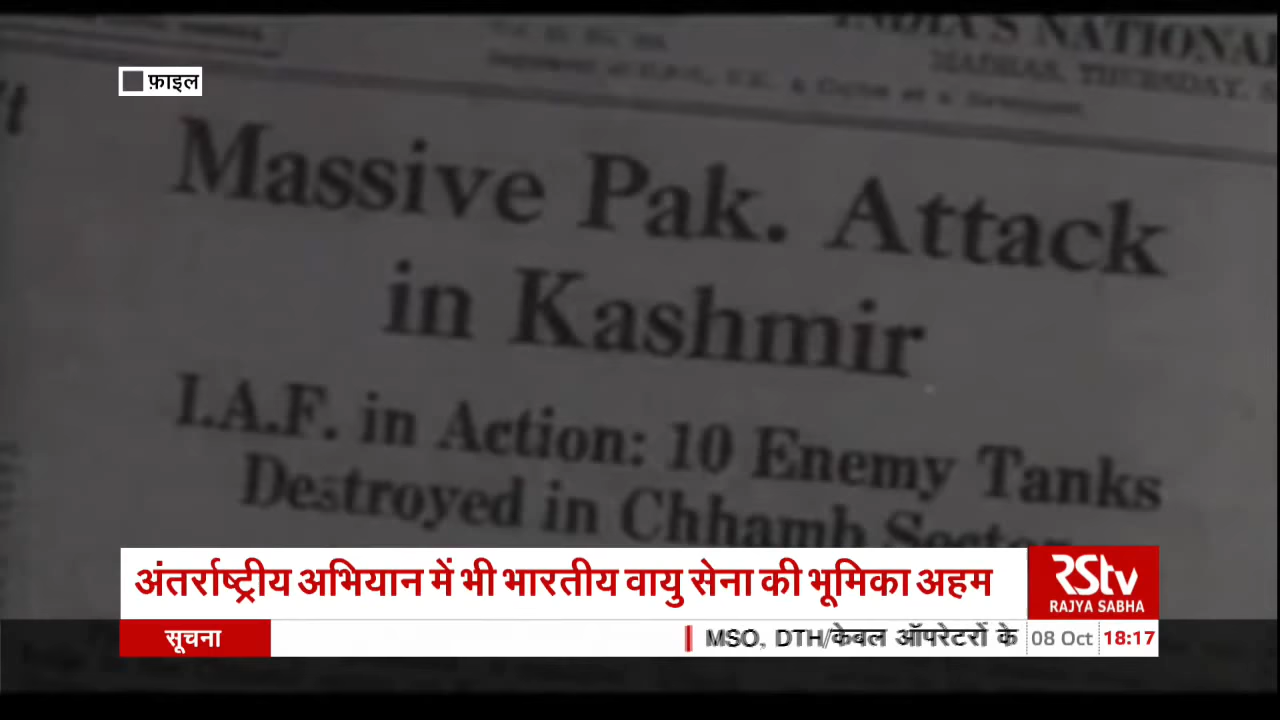 INDIA'S NATIONAL
MADRAS, THURSDAY, S
फ़ाइल
Massive Pak. Attack
in Kashmir
I.A.F. in Action: 10 Enemy Tanks
Destroyed in Chhamb Sector
अंतर्राष्ट्रीय अभियान में भी भारतीय वायु सेना की भूमिका अहम
RStv
RAJYA SABHA
सूचना
MSO, DTH/केबल ऑपरेटरों के
08 Oct
18:17